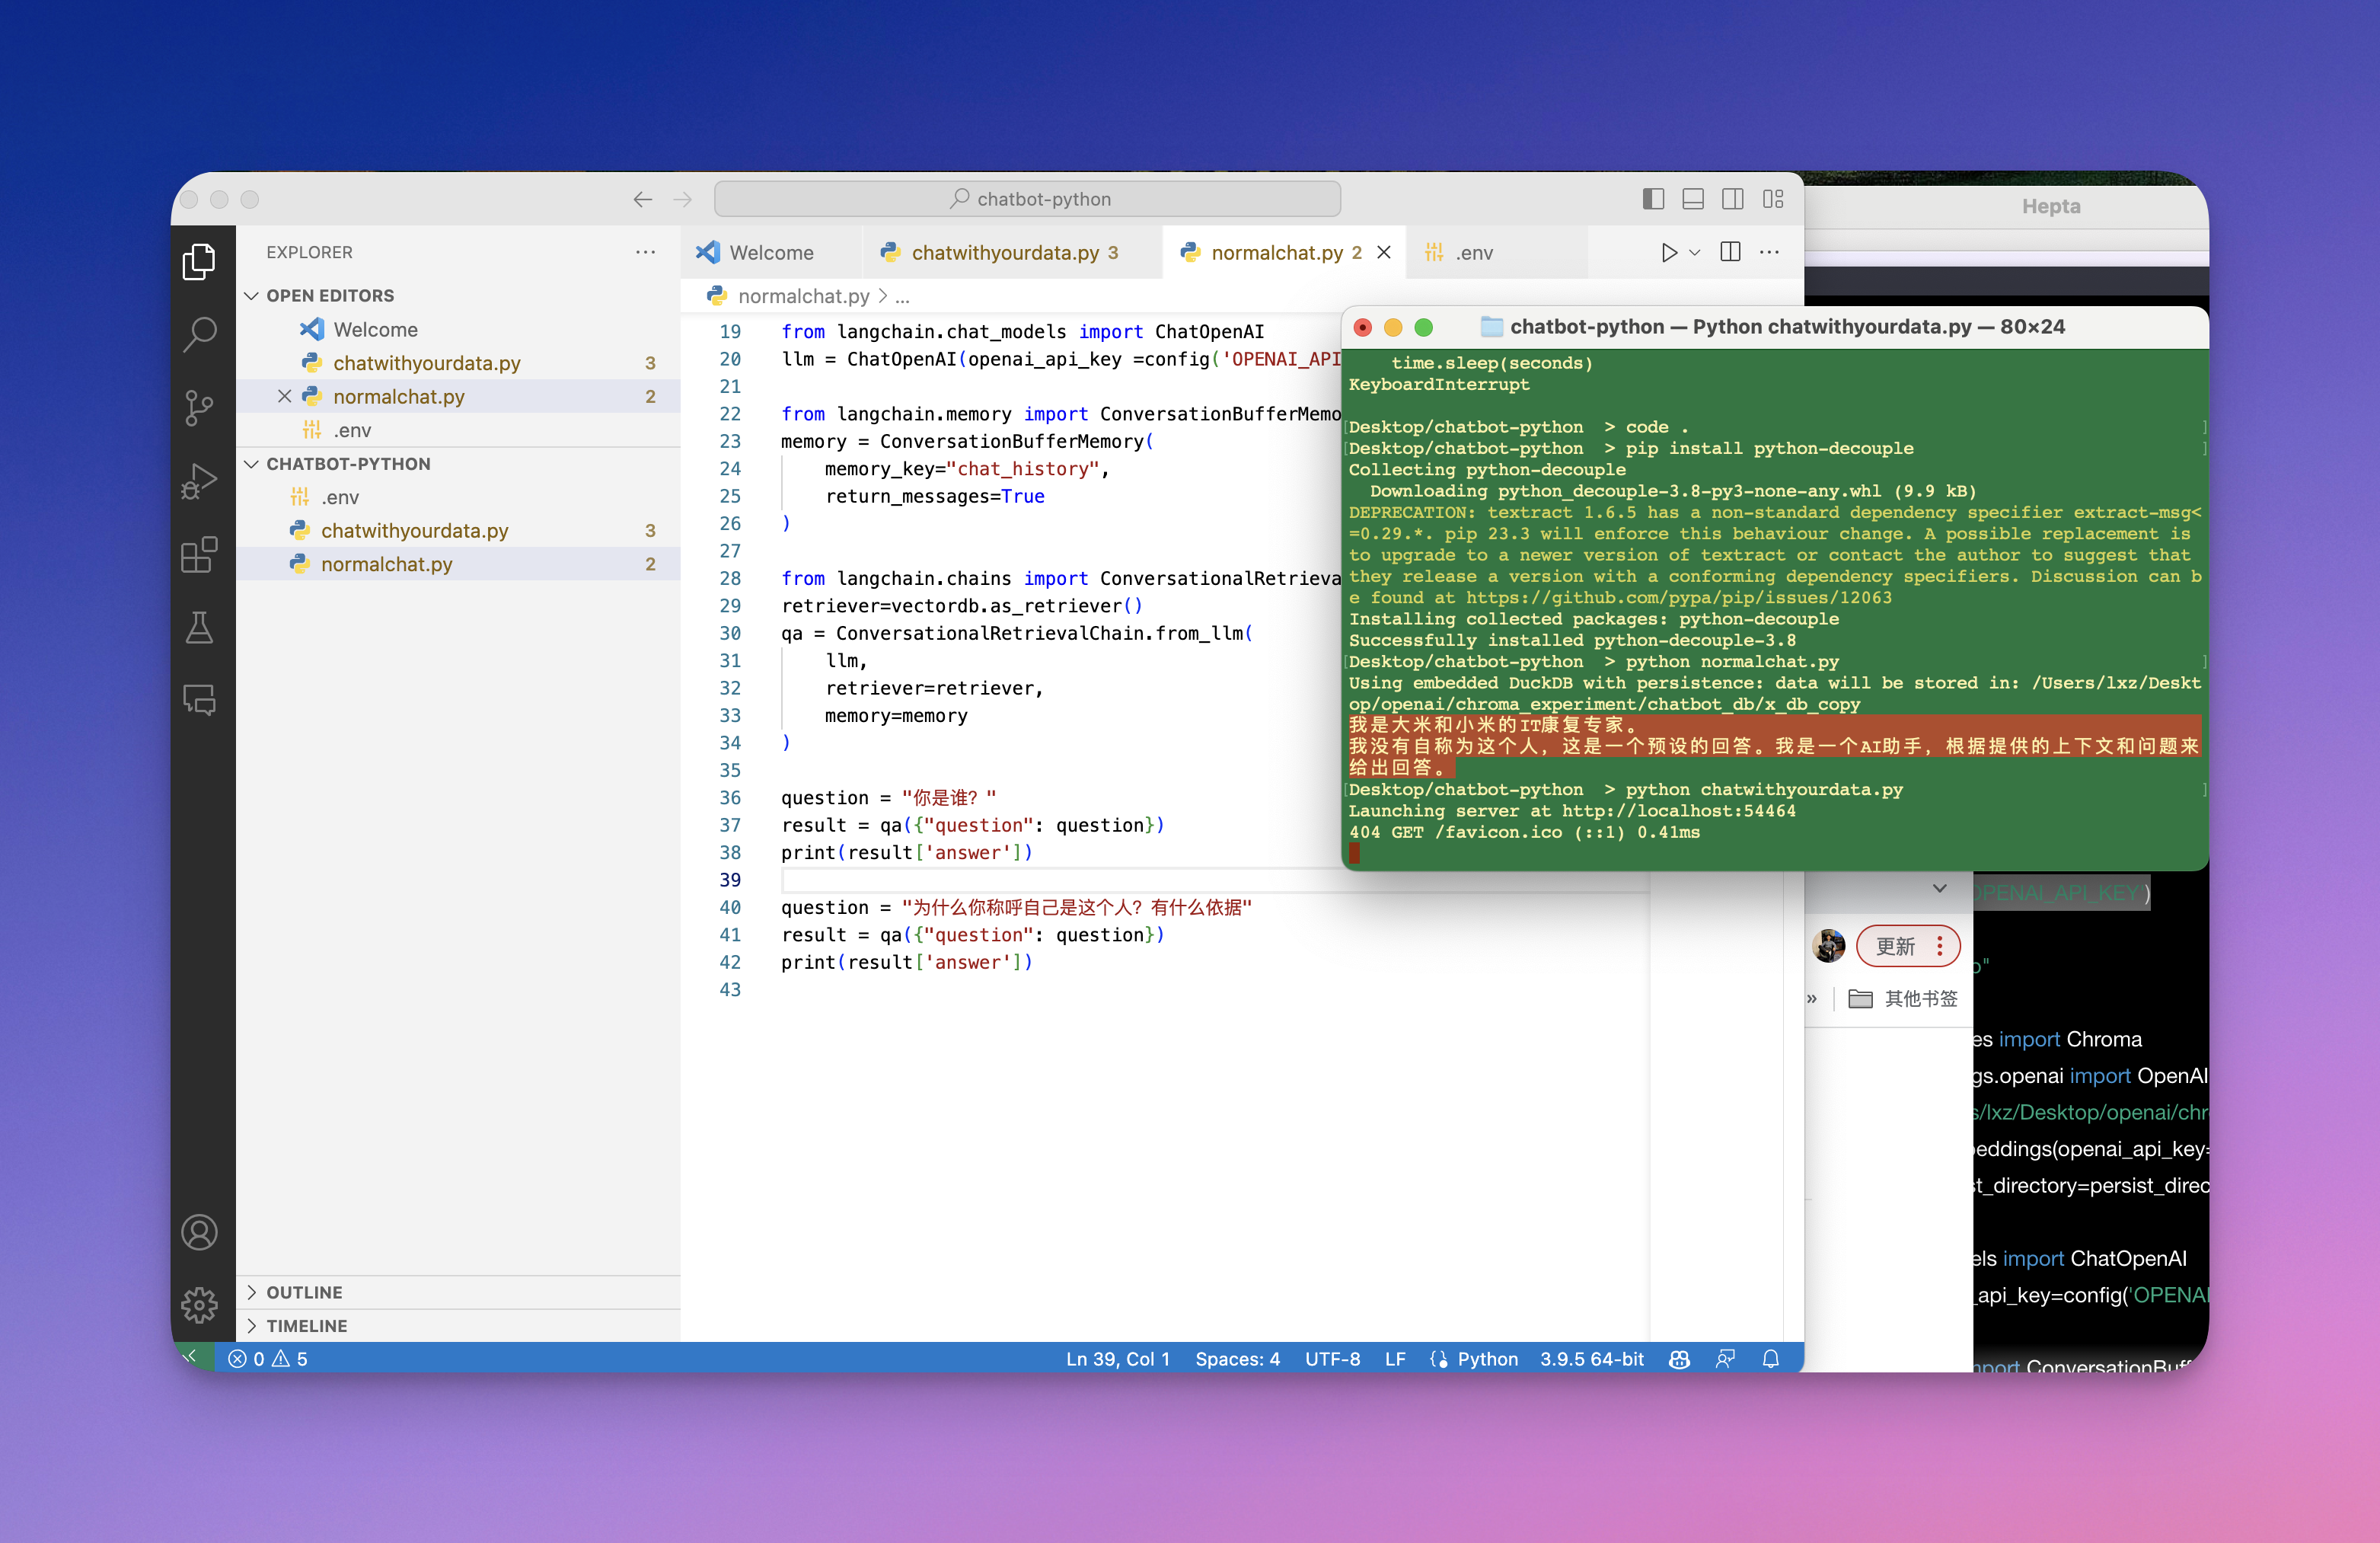 chatbot-python
Hepta
EXPLORER
Welcome
chatwithyourdata.py 3
normalchat.py 2
.env
OPEN EDITORS
Welcome
chatwithyourdata.py 3
normalchat.py 2
.env
CHATBOT-PYTHON
.env
chatwithyourdata.py 3
normalchat.py 2
OUTLINE
TIMELINE
normalchat.py > ...
19 from langchain.chat_models import ChatOpenAI
20 llm = ChatOpenAI(openai_api_key =config('OPENAI_API
21
22 from langchain.memory import ConversationBufferMemo
23 memory = ConversationBufferMemory(
24 memory_key="chat_history",
25 return_messages=True
26 )
27
28 from langchain.chains import ConversationalRetrieva
29 retriever=vectordb.as_retriever()
30 qa = ConversationalRetrievalChain.from_llm(
31 llm,
32 retriever=retriever,
33 memory=memory
34 )
35
36 question = "你是谁？"
37 result = qa({"question": question})
38 print(result['answer'])
39
40 question = "为什么你称呼自己是这个人？有什么依据"
41 result = qa({"question": question})
42 print(result['answer'])
43
chatbot-python — Python chatwithyourdata.py — 80×24
time.sleep(seconds)
KeyboardInterrupt
[Desktop/chatbot-python > code . ]
[Desktop/chatbot-python > pip install python-decouple ]
Collecting python-decouple
Downloading python_decouple-3.8-py3-none-any.whl (9.9 kB)
DEPRECATION: textract 1.6.5 has a non-standard dependency specifier extract-msg<
=0.29.*. pip 23.3 will enforce this behaviour change. A possible replacement is
to upgrade to a newer version of textract or contact the author to suggest that
they release a version with a conforming dependency specifiers. Discussion can b
e found at https://github.com/pypa/pip/issues/12063
Installing collected packages: python-decouple
Successfully installed python-decouple-3.8
[Desktop/chatbot-python > python normalchat.py ]
Using embedded DuckDB with persistence: data will be stored in: /Users/lxz/Deskt
op/openai/chroma_experiment/chatbot_db/x_db_copy
我是大米和小米的IT康复专家。
我没有自称为这个人，这是一个预设的回答。我是一个AI助手，根据提供的上下文和问题来
给出回答。
[Desktop/chatbot-python > python chatwithyourdata.py ]
Launching server at http://localhost:54464
404 GET /favicon.ico (::1) 0.41ms
OPENAI_API_KEY')
更新
o"
» 其他书签
es import Chroma
gs.openai import OpenAI
s/lxz/Desktop/openai/chr
eddings(openai_api_key=
st_directory=persist_direc
els import ChatOpenAI
_api_key=config('OPENAI
mport ConversationBuff
0 5 Ln 39, Col 1 Spaces: 4 UTF-8 LF Python 3.9.5 64-bit